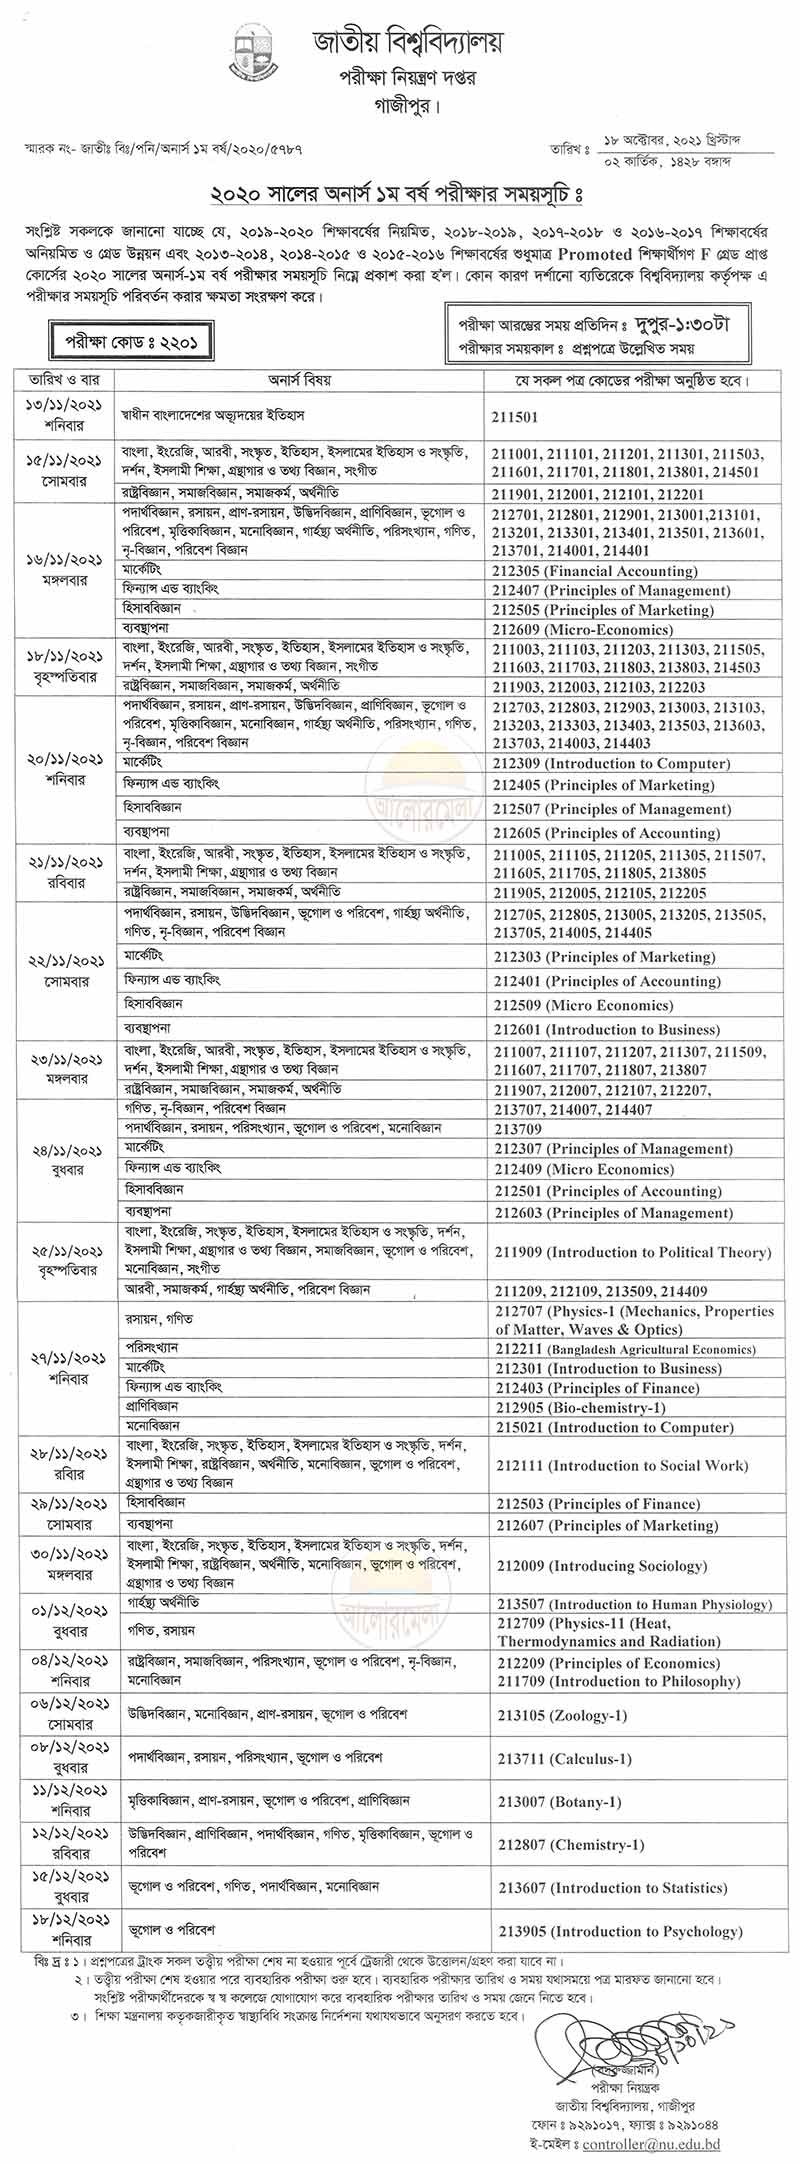 জাতীয় বিশ্ববিদ্যালয়
পরীক্ষা নিয়ন্ত্রণ দপ্তর
গাজীপুর।
স্মারক নং- জাতীঃ বিঃ/পনি/অনার্স ১ম বর্ষ/২০২০/৫৭৮৭
তারিখ ঃ ১৮ অক্টোবর, ২০২১ খ্রিস্টাব্দ
০২ কার্তিক, ১৪২৮ বঙ্গাব্দ
২০২০ সালের অনার্স ১ম বর্ষ পরীক্ষার সময়সূচি ঃ
সংশ্লিষ্ট সকলকে জানানো যাচ্ছে যে, ২০১৯-২০২০ শিক্ষাবর্ষের নিয়মিত, ২০১৮-২০১৯, ২০১৭-২০১৮ ও ২০১৬-২০১৭ শিক্ষাবর্ষের
অনিয়মিত ও গ্রেড উন্নয়ন এবং ২০১৩-২০১৪, ২০১৪-২০১৫ ও ২০১৫-২০১৬ শিক্ষাবর্ষের শুধুমাত্র Promoted শিক্ষার্থীগণ F গ্রেড প্রাপ্ত
কোর্সের ২০২০ সালের অনার্স-১ম বর্ষ পরীক্ষার সময়সূচি নিম্নে প্রকাশ করা হ'ল। কোন কারণ দর্শানো ব্যতিরেকে বিশ্ববিদ্যালয় কর্তৃপক্ষ এ
পরীক্ষার সময়সূচি পরিবর্তন করার ক্ষমতা সংরক্ষণ করে।
পরীক্ষা কোড ঃ ২২০১
পরীক্ষা আরম্ভের সময় প্রতিদিন ঃ দুপুর-১:৩০টা
পরীক্ষার সময়কাল ঃ প্রশ্নপত্রে উল্লেখিত সময়
তারিখ ও বার অনার্স বিষয় যে সকল পত্র কোডের পরীক্ষা অনুষ্ঠিত হবে।
১৩/১১/২০২১
শনিবার
স্বাধীন বাংলাদেশের অভ্যুদয়ের ইতিহাস 211501
১৫/১১/২০২১
সোমবার
বাংলা, ইংরেজি, আরবী, সংস্কৃত, ইতিহাস, ইসলামের ইতিহাস ও সংস্কৃতি,
দর্শন, ইসলামী শিক্ষা, গ্রন্থাগার ও তথ্য বিজ্ঞান, সংগীত
211001, 211101, 211201, 211301, 211503,
211601, 211701, 211801, 213801, 214501
রাষ্ট্রবিজ্ঞান, সমাজবিজ্ঞান, সমাজকর্ম, অর্থনীতি 211901, 212001, 212101, 212201
১৬/১১/২০২১
মঙ্গলবার
পদার্থবিজ্ঞান, রসায়ন, প্রাণ-রসায়ন, উদ্ভিদবিজ্ঞান, প্রাণিবিজ্ঞান, ভূগোল ও
পরিবেশ, মৃত্তিকাবিজ্ঞান, মনোবিজ্ঞান, গার্হস্থ্য অর্থনীতি, পরিসংখ্যান, গণিত,
নৃ-বিজ্ঞান, পরিবেশ বিজ্ঞান
212701, 212801, 212901, 213001,213101,
213201, 213301, 213401, 213501, 213601,
213701, 214001, 214401
মার্কেটিং 212305 (Financial Accounting)
ফিন্যান্স এন্ড ব্যাংকিং 212407 (Principles of Management)
হিসাববিজ্ঞান 212505 (Principles of Marketing)
ব্যবস্থাপনা 212609 (Micro-Economics)
১৮/১১/২০২১
বৃহস্পতিবার
বাংলা, ইংরেজি, আরবী, সংস্কৃত, ইতিহাস, ইসলামের ইতিহাস ও সংস্কৃতি,
দর্শন, ইসলামী শিক্ষা, গ্রন্থাগার ও তথ্য বিজ্ঞান, সংগীত
211003, 211103, 211203, 211303, 211505,
211603, 211703, 211803, 213803, 214503
রাষ্ট্রবিজ্ঞান, সমাজবিজ্ঞান, সমাজকর্ম, অর্থনীতি 211903, 212003, 212103, 212203
২০/১১/২০২১
শনিবার
পদার্থবিজ্ঞান, রসায়ন, প্রাণ-রসায়ন, উদ্ভিদবিজ্ঞান, প্রাণিবিজ্ঞান, ভূগোল ও
পরিবেশ, মৃত্তিকাবিজ্ঞান, মনোবিজ্ঞান, গার্হস্থ্য অর্থনীতি, পরিসংখ্যান, গণিত,
নৃ-বিজ্ঞান, পরিবেশ বিজ্ঞান
212703, 212803, 212903, 213003, 213103,
213203, 213303, 213403, 213503, 213603,
213703, 214003, 214403
মার্কেটিং 212309 (Introduction to Computer)
ফিন্যান্স এন্ড ব্যাংকিং 212405 (Principles of Marketing)
হিসাববিজ্ঞান 212507 (Principles of Management)
ব্যবস্থাপনা 212605 (Principles of Accounting)
আলোরমেলা
২১/১১/২০২১
রবিবার
বাংলা, ইংরেজি, আরবী, সংস্কৃত, ইতিহাস, ইসলামের ইতিহাস ও সংস্কৃতি,
দর্শন, ইসলামী শিক্ষা, গ্রন্থাগার ও তথ্য বিজ্ঞান
211005, 211105, 211205, 211305, 211507,
211605, 211705, 211805, 213805
রাষ্ট্রবিজ্ঞান, সমাজবিজ্ঞান, সমাজকর্ম, অর্থনীতি 211905, 212005, 212105, 212205
২২/১১/২০২১
সোমবার
পদার্থবিজ্ঞান, রসায়ন, উদ্ভিদবিজ্ঞান, ভূগোল ও পরিবেশ, গার্হস্থ্য অর্থনীতি,
গণিত, নৃ-বিজ্ঞান, পরিবেশ বিজ্ঞান
212705, 212805, 213005, 213205, 213505,
213705, 214005, 214405
মার্কেটিং 212303 (Principles of Marketing)
ফিন্যান্স এন্ড ব্যাংকিং 212401 (Principles of Accounting)
হিসাববিজ্ঞান 212509 (Micro Economics)
ব্যবস্থাপনা 212601 (Introduction to Business)
২৩/১১/২০২১
মঙ্গলবার
বাংলা, ইংরেজি, আরবী, সংস্কৃত, ইতিহাস, ইসলামের ইতিহাস ও সংস্কৃতি,
দর্শন, ইসলামী শিক্ষা, গ্রন্থাগার ও তথ্য বিজ্ঞান
211007, 211107, 211207, 211307, 211509,
211607, 211707, 211807, 213807
রাষ্ট্রবিজ্ঞান, সমাজবিজ্ঞান, সমাজকর্ম, অর্থনীতি 211907, 212007, 212107, 212207,
২৪/১১/২০২১
বুধবার
গণিত, নৃ-বিজ্ঞান, পরিবেশ বিজ্ঞান 213707, 214007, 214407
পদার্থবিজ্ঞান, রসায়ন, পরিসংখ্যান, ভূগোল ও পরিবেশ, মনোবিজ্ঞান 213709
মার্কেটিং 212307 (Principles of Management)
ফিন্যান্স এন্ড ব্যাংকিং 212409 (Micro Economics)
হিসাববিজ্ঞান 212501 (Principles of Accounting)
ব্যবস্থাপনা 212603 (Principles of Management)
২৫/১১/২০২১
বৃহস্পতিবার
বাংলা, ইংরেজি, সংস্কৃত, ইতিহাস, ইসলামের ইতিহাস ও সংস্কৃতি, দর্শন,
ইসলামী শিক্ষা, গ্রন্থাগার ও তথ্য বিজ্ঞান, সমাজবিজ্ঞান, ভূগোল ও পরিবেশ,
মনোবিজ্ঞান, সংগীত
211909 (Introduction to Political Theory)
আরবী, সমাজকর্ম, গার্হস্থ্য অর্থনীতি, পরিবেশ বিজ্ঞান 211209, 212109, 213509, 214409
২৭/১১/২০২১
শনিবার
রসায়ন, গণিত 212707 (Physics-1 (Mechanics, Properties
of Matter, Waves & Optics)
পরিসংখ্যান 212211 (Bangladesh Agricultural Economics)
মার্কেটিং 212301 (Introduction to Business)
ফিন্যান্স এন্ড ব্যাংকিং 212403 (Principles of Finance)
প্রাণিবিজ্ঞান 212905 (Bio-chemistry-1)
মনোবিজ্ঞান 215021 (Introduction to Computer)
২৮/১১/২০২১
রবিার
বাংলা, ইংরেজি, সংস্কৃত, ইতিহাস, ইসলামের ইতিহাস ও সংস্কৃতি, দর্শন,
ইসলামী শিক্ষা, রাষ্ট্রবিজ্ঞান, অর্থনীতি, মনোবিজ্ঞান, ভূগোল ও পরিবেশ,
গ্রন্থাগার ও তথ্য বিজ্ঞান
212111 (Introduction to Social Work)
২৯/১১/২০২১
সোমবার
হিসাববিজ্ঞান 212503 (Principles of Finance)
ব্যবস্থাপনা 212607 (Principles of Marketing)
৩০/১১/২০২১
মঙ্গলবার
বাংলা, ইংরেজি, সংস্কৃত, ইতিহাস, ইসলামের ইতিহাস ও সংস্কৃতি, দর্শন,
ইসলামী শিক্ষা, রাষ্ট্রবিজ্ঞান, অর্থনীতি, মনোবিজ্ঞান, ভূগোল ও পরিবেশ,
গ্রন্থাগার ও তথ্য বিজ্ঞান
212009 (Introducing Sociology)
আলোরমেলা
০১/১২/২০২১
বুধবার
গার্হস্থ্য অর্থনীতি 213507 (Introduction to Human Physiology)
গণিত, রসায়ন 212709 (Physics-11 (Heat,
Thermodynamics and Radiation)
০৪/১২/২০২১
শনিবার
রাষ্ট্রবিজ্ঞান, সমাজবিজ্ঞান, পরিসংখ্যান, ভূগোল ও পরিবেশ, নৃ-বিজ্ঞান,
মনোবিজ্ঞান
212209 (Principles of Economics)
211709 (Introduction to Philosophy)
০৬/১২/২০২১
সোমবার
উদ্ভিদবিজ্ঞান, মনোবিজ্ঞান, প্রাণ-রসায়ন, ভূগোল ও পরিবেশ 213105 (Zoology-1)
০৮/১২/২০২১
বুধবার
পদার্থবিজ্ঞান, রসায়ন, পরিসংখ্যান, ভূগোল ও পরিবেশ 213711 (Calculus-1)
১১/১২/২০২১
শনিবার
মৃত্তিকাবিজ্ঞান, প্রাণ-রসায়ন, ভূগোল ও পরিবেশ, প্রাণিবিজ্ঞান 213007 (Botany-1)
১২/১২/২০২১
রবিবার
উদ্ভিদবিজ্ঞান, প্রাণিবিজ্ঞান, পদার্থবিজ্ঞান, গণিত, মৃত্তিকাবিজ্ঞান, ভূগোল ও
পরিবেশ
212807 (Chemistry-1)
১৫/১২/২০২১
বুধবার
ভূগোল ও পরিবেশ, গণিত, পদার্থবিজ্ঞান, মনোবিজ্ঞান 213607 (Introduction to Statistics)
১৮/১২/২০২১
শনিবার
ভূগোল ও পরিবেশ 213905 (Introduction to Psychology)
বিঃ দ্রঃ ১। প্রশ্নপত্রের ট্রাংক সকল তত্ত্বীয় পরীক্ষা শেষ না হওয়ার পূর্বে ট্রেজারী থেকে উত্তোলন/গ্রহণ করা যাবে না।
২। তত্ত্বীয় পরীক্ষা শেষ হওয়ার পরে ব্যবহারিক পরীক্ষা শুরু হবে। ব্যবহারিক পরীক্ষার তারিখ ও সময় যথাসময়ে পত্র মারফত জানানো হবে।
সংশ্লিষ্ট পরীক্ষার্থীদেরকে স্ব স্ব কলেজে যোগাযোগ করে ব্যবহারিক পরীক্ষার তারিখ ও সময় জেনে নিতে হবে।
৩। শিক্ষা মন্ত্রনালয় কতৃকজারীকৃত স্বাস্থ্যবিধি সংক্রান্ত নির্দেশনা যথাযথভাবে অনুসরণ করতে হবে।
(বদরুজ্জামান)
পরীক্ষা নিয়ন্ত্রক
জাতীয় বিশ্ববিদ্যালয়, গাজীপুর
ফোন ঃ ৯২৯১০১৭, ফ্যাক্স ঃ ৯২৯১০৪৪
ই-মেইল ঃ controller@nu.edu.bd